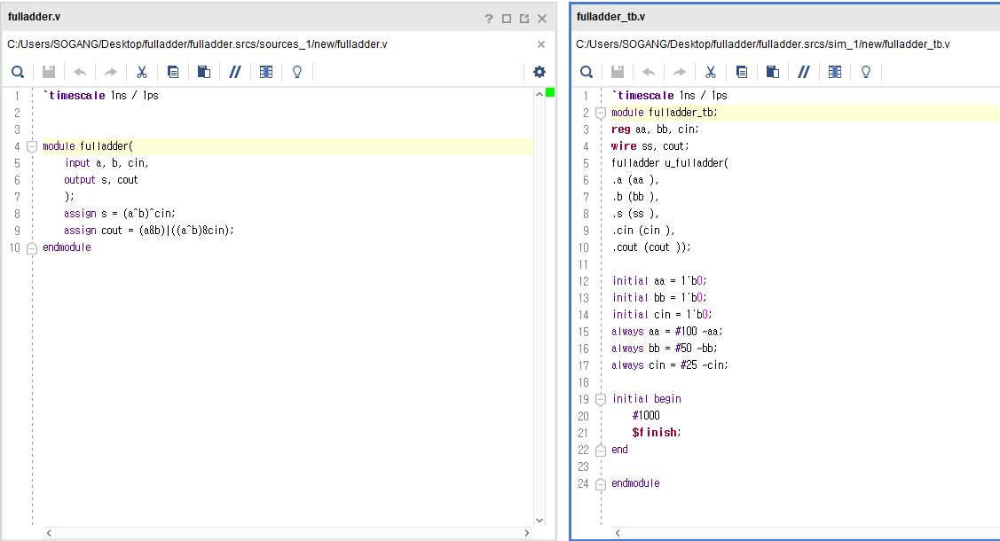 fulladder.v
C:/Users/SOGANG/Desktop/fulladder/fulladder.srcs/sources_1/new/fulladder.v
1 `timescale 1ns / 1ps
2
3
4 module fulladder(
5 input a, b, cin,
6 output s, cout
7 );
8 assign s = (a^b)^cin;
9 assign cout = (a&b)|((a^b)&cin);
10 endmodule
fulladder_tb.v
C:/Users/SOGANG/Desktop/fulladder/fulladder.srcs/sim_1/new/fulladder_tb.v
1 `timescale 1ns / 1ps
2 module fulladder_tb;
3 reg aa, bb, cin;
4 wire ss, cout;
5 fulladder u_fulladder(
6 .a (aa ),
7 .b (bb ),
8 .s (ss ),
9 .cin (cin ),
10 .cout (cout ));
11
12 initial aa = 1'b0;
13 initial bb = 1'b0;
14 initial cin = 1'b0;
15 always aa = #100 ~aa;
16 always bb = #50 ~bb;
17 always cin = #25 ~cin;
18
19 initial begin
20 #1000
21 $finish;
22 end
23
24 endmodule